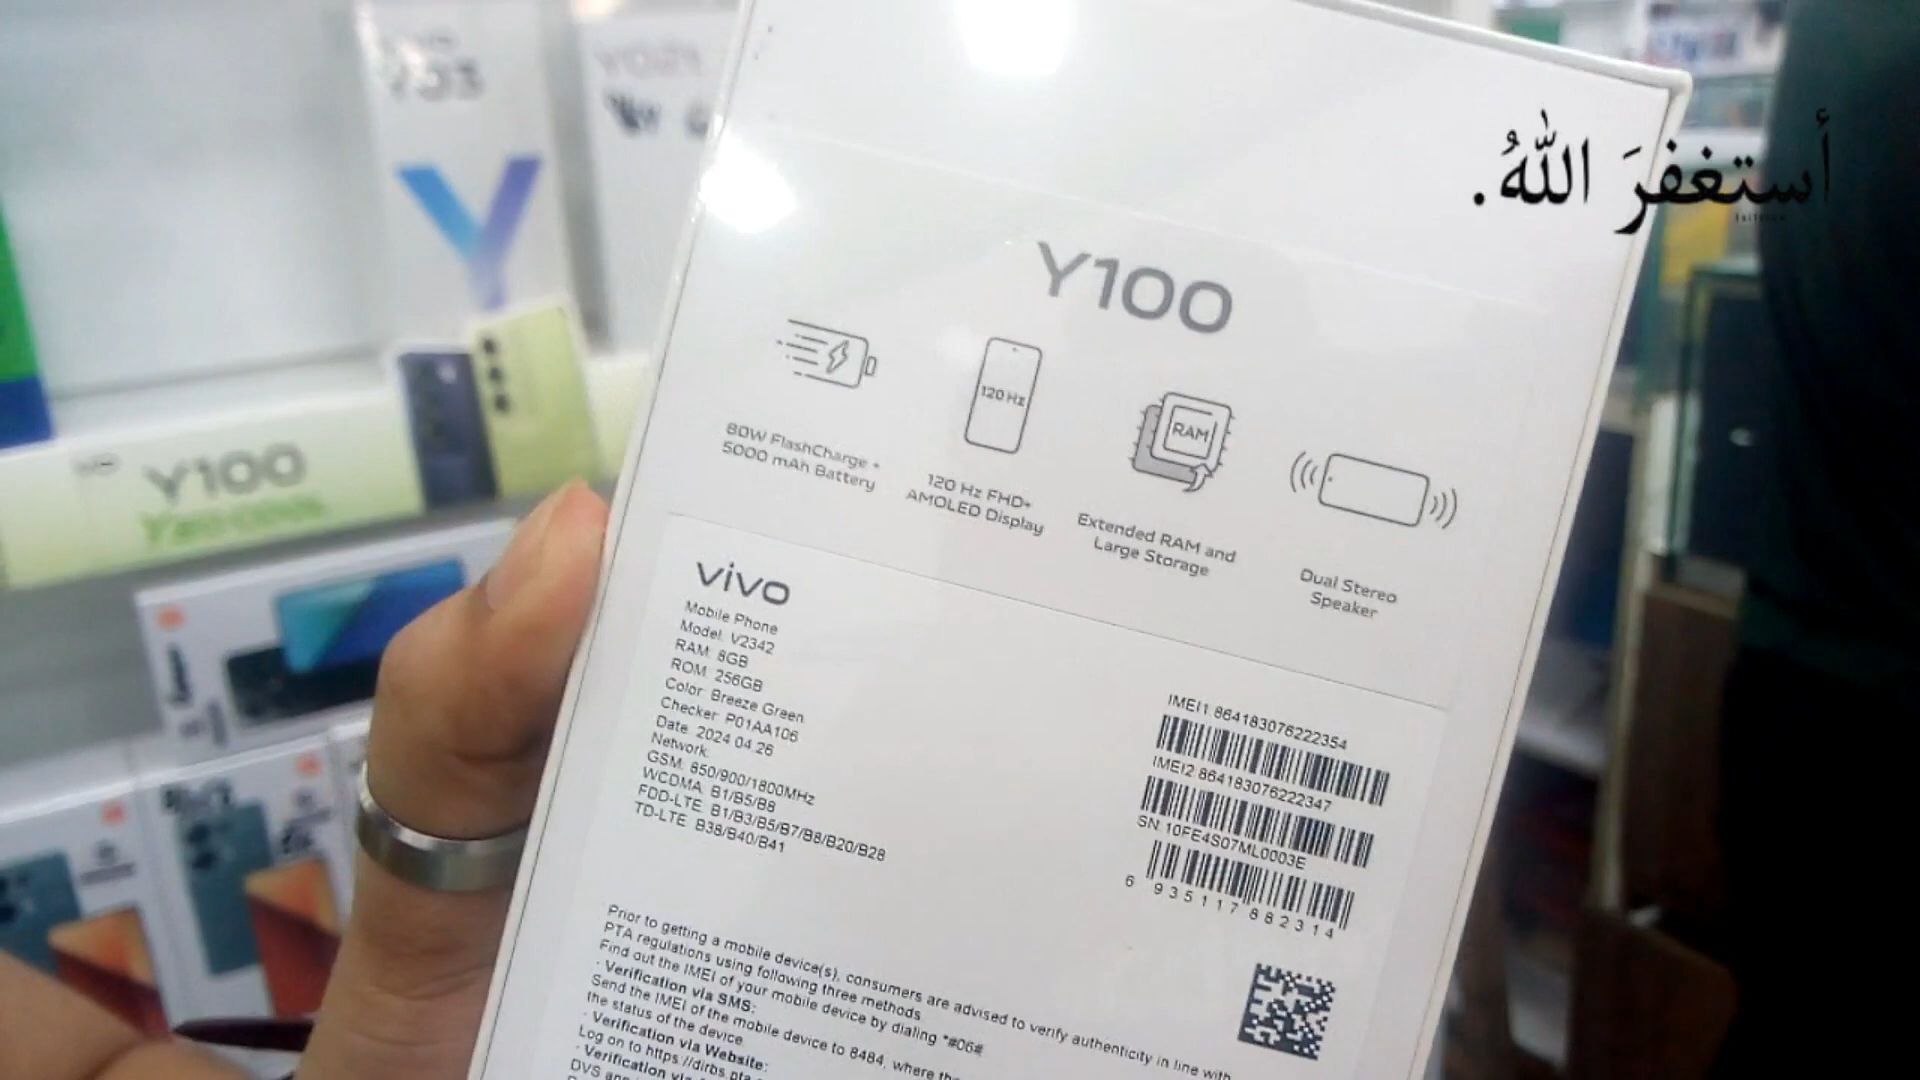 أستغفرَ اللهُ.
Y100
120 Hz
RAM
80W FlashCharge +
5000 mAh Battery
120 Hz FHD+
AMOLED Display
Extended RAM and
Large Storage
Dual Stereo
Speaker
vivo
Mobile Phone
Model: V2342
RAM: 8GB
ROM: 256GB
Color: Breeze Green
Checker: P01AA106
Date: 2024.04.26
Network:
GSM: 850/900/1800MHz
WCDMA: B1/B5/B8
FDD-LTE: B1/B3/B5/B7/B8/B20/B28
TD-LTE: B38/B40/B41
IMEI1:864183076222354
IMEI2:864183076222347
SN:10FE4S07ML0003E
6 935117 882314
Prior to getting a mobile device(s), consumers are advised to verify authenticity in line with
PTA regulations using following three methods
Find out the IMEI of your mobile device by dialing *#06#
· Verification via SMS:
Send the IMEI of the mobile device to 8484, where the
the status of the device.
· Verification via Website:
Log on to https://dirbs.pta
· Verification via
DVS
Y100
Y